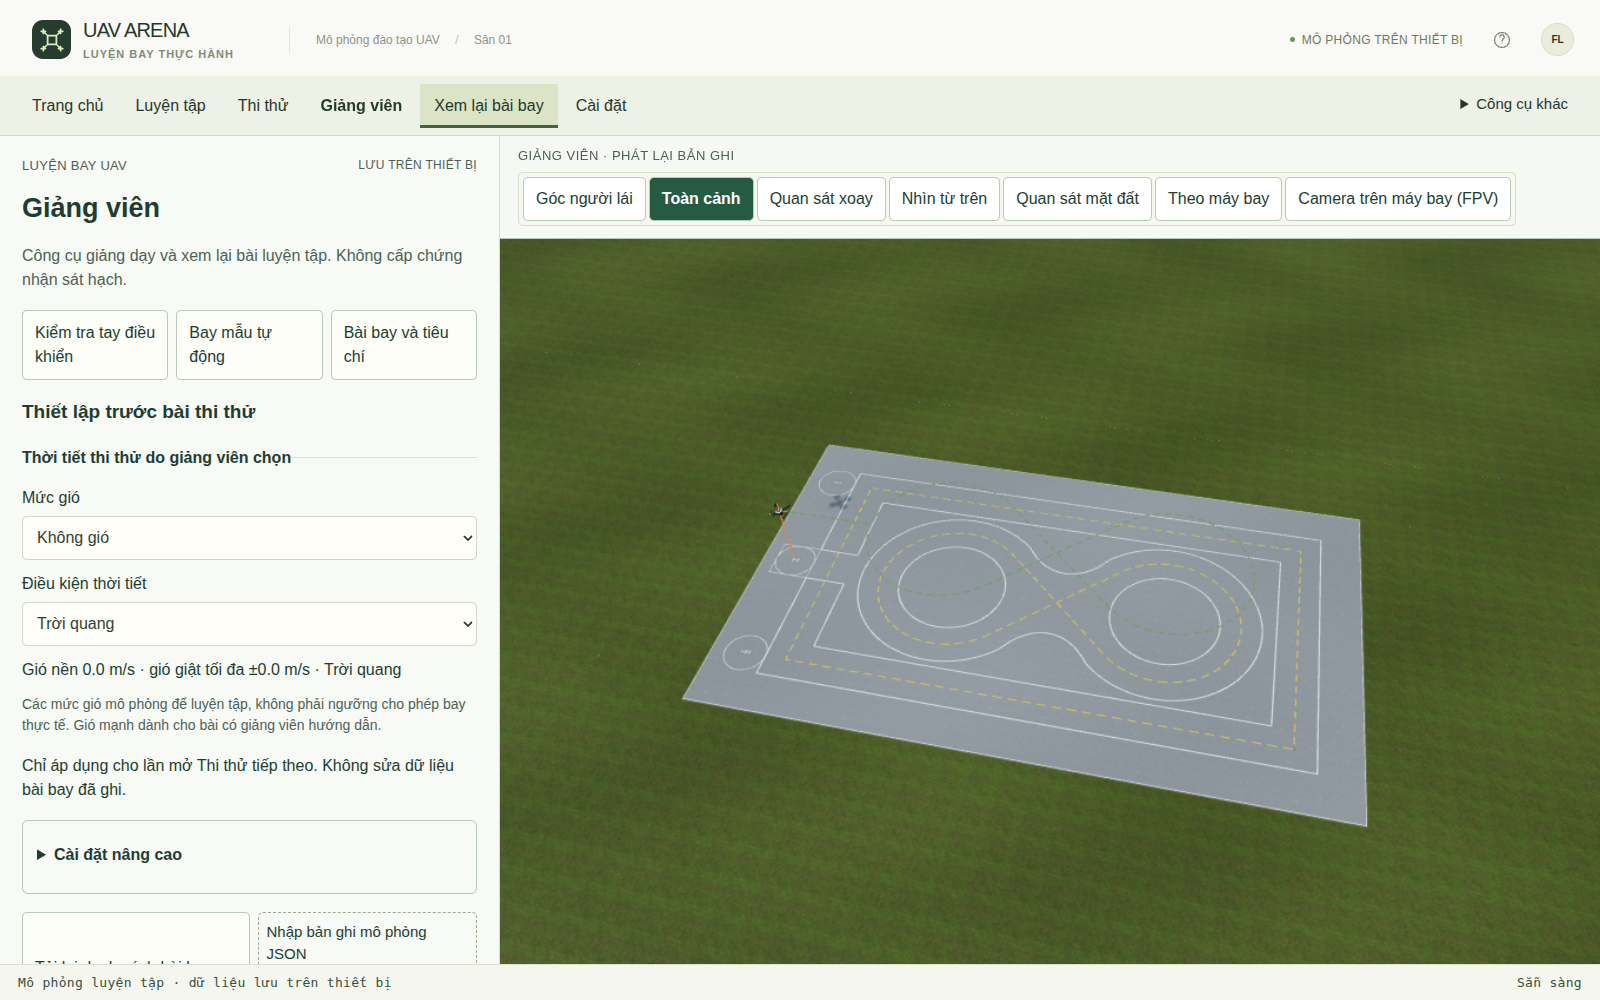 UAV ARENA
LUYỆN BAY THỰC HÀNH
Mô phỏng đào tạo UAV / Sân 01
MÔ PHỎNG TRÊN THIẾT BỊ
FL
Trang chủ
Luyện tập
Thi thử
Giảng viên
Xem lại bài bay
Cài đặt
Công cụ khác
LUYỆN BAY UAV
LƯU TRÊN THIẾT BỊ
Giảng viên
Công cụ giảng dạy và xem lại bài luyện tập. Không cấp chứng
nhận sát hạch.
Kiểm tra tay điều
khiển
Bay mẫu tự
động
Bài bay và tiêu
chí
Thiết lập trước bài thi thử
Thời tiết thi thử do giảng viên chọn
Mức gió
Không gió
Điều kiện thời tiết
Trời quang
Gió nền 0.0 m/s · gió giật tối đa ±0.0 m/s · Trời quang
Các mức gió mô phỏng để luyện tập, không phải ngưỡng cho phép bay
thực tế. Gió mạnh dành cho bài có giảng viên hướng dẫn.
Chỉ áp dụng cho lần mở Thi thử tiếp theo. Không sửa dữ liệu
bài bay đã ghi.
Cài đặt nâng cao
Nhập bản ghi mô phỏng
JSON
GIẢNG VIÊN · PHÁT LẠI BẢN GHI
Góc người lái
Toàn cảnh
Quan sát xoay
Nhìn từ trên
Quan sát mặt đất
Theo máy bay
Camera trên máy bay (FPV)
Mô phỏng luyện tập · dữ liệu lưu trên thiết bị
Sẵn sàng